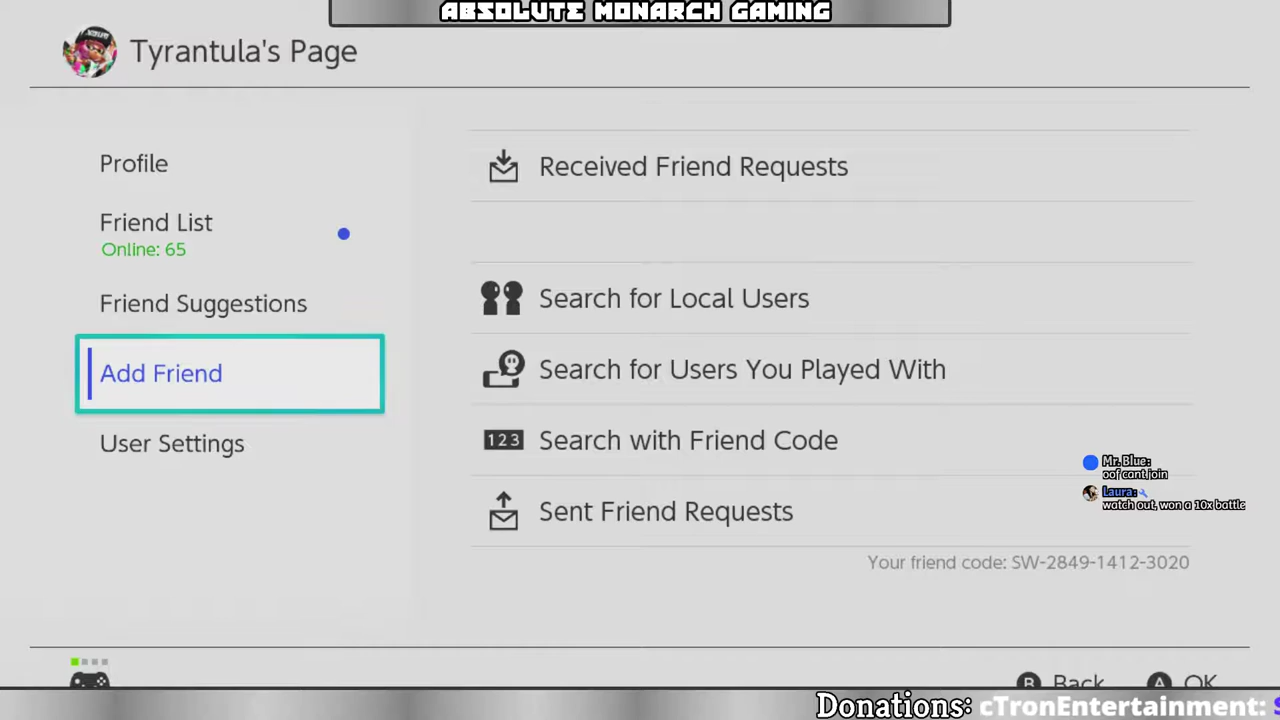 ABSOLUTE MONARCH GAMING
Tyrantula's Page
Profile
Friend List
Online: 65
Friend Suggestions
Add Friend
User Settings
Received Friend Requests
Search for Local Users
Search for Users You Played With
123 Search with Friend Code
Sent Friend Requests
Your friend code: SW-2849-1412-3020
Mr. Blue:
oof cant join
Laura:
watch out, won a 10x battle
B Back A OK
Donations: cTronEntertainment: